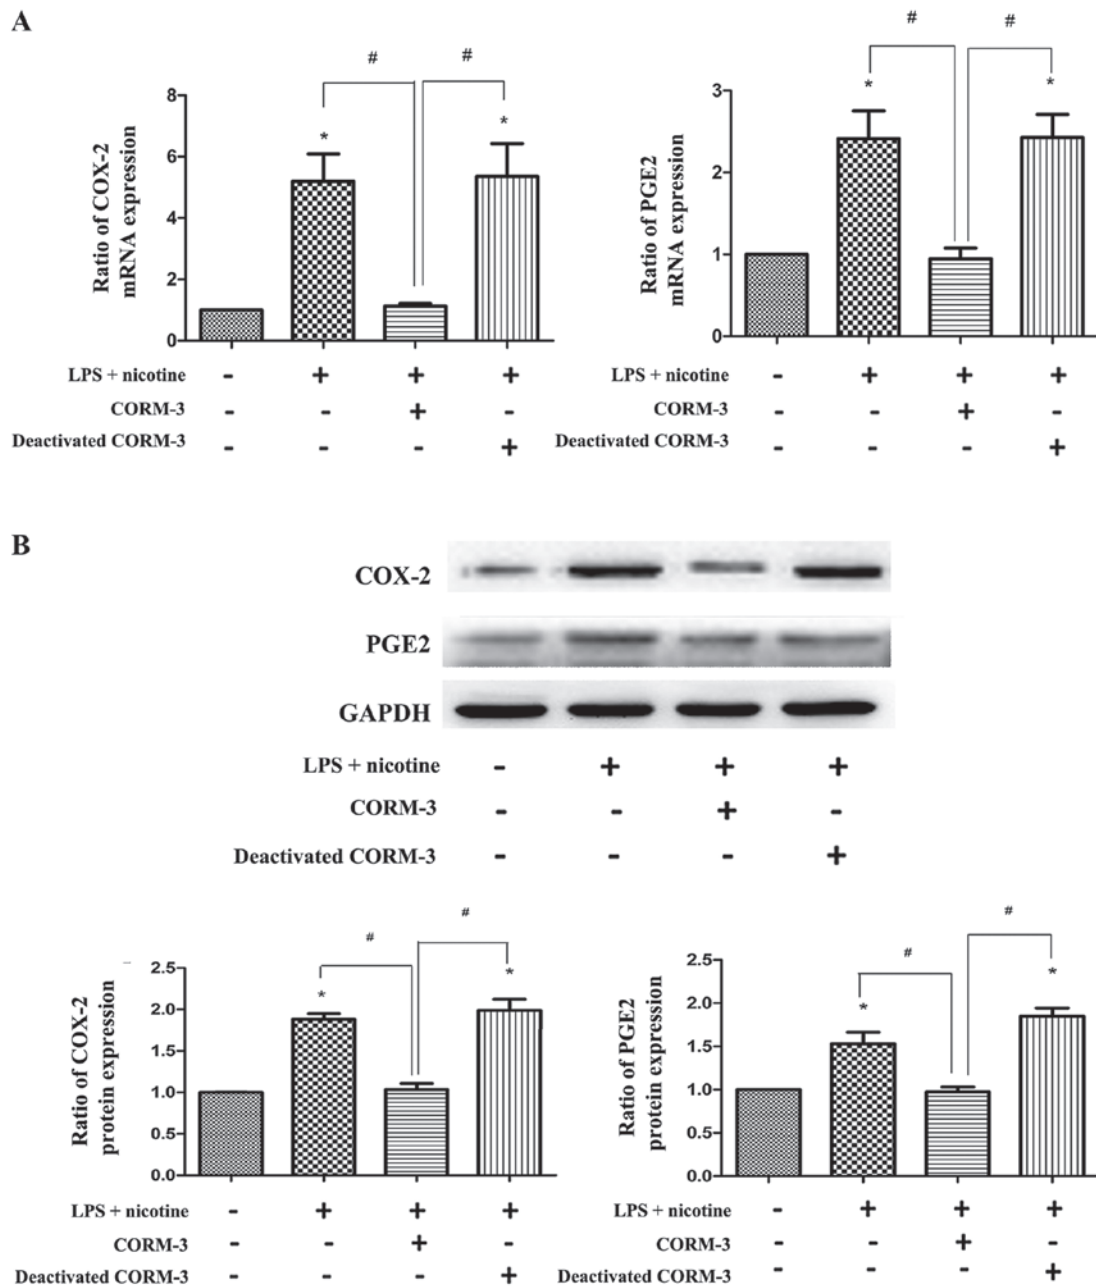 A
#
#
*
*
Ratio of COX-2
mRNA expression
8
6
4
2
0
LPS + nicotine - + + +
CORM-3 - - + -
Deactivated CORM-3 - - - +
#
#
*
*
Ratio of PGE2
mRNA expression
3
2
1
0
LPS + nicotine - + + +
CORM-3 - - + -
Deactivated CORM-3 - - - +
B
COX-2
PGE2
GAPDH
LPS + nicotine - + + +
CORM-3 - - + -
Deactivated CORM-3 - - - +
#
#
*
*
Ratio of COX-2
protein expression
2.5
2.0
1.5
1.0
0.5
0.0
LPS + nicotine - + + +
CORM-3 - - + -
Deactivated CORM-3 - - - +
#
#
*
*
Ratio of PGE2
protein expression
2.5
2.0
1.5
1.0
0.5
0.0
LPS + nicotine - + + +
CORM-3 - - + -
Deactivated CORM-3 - - - +